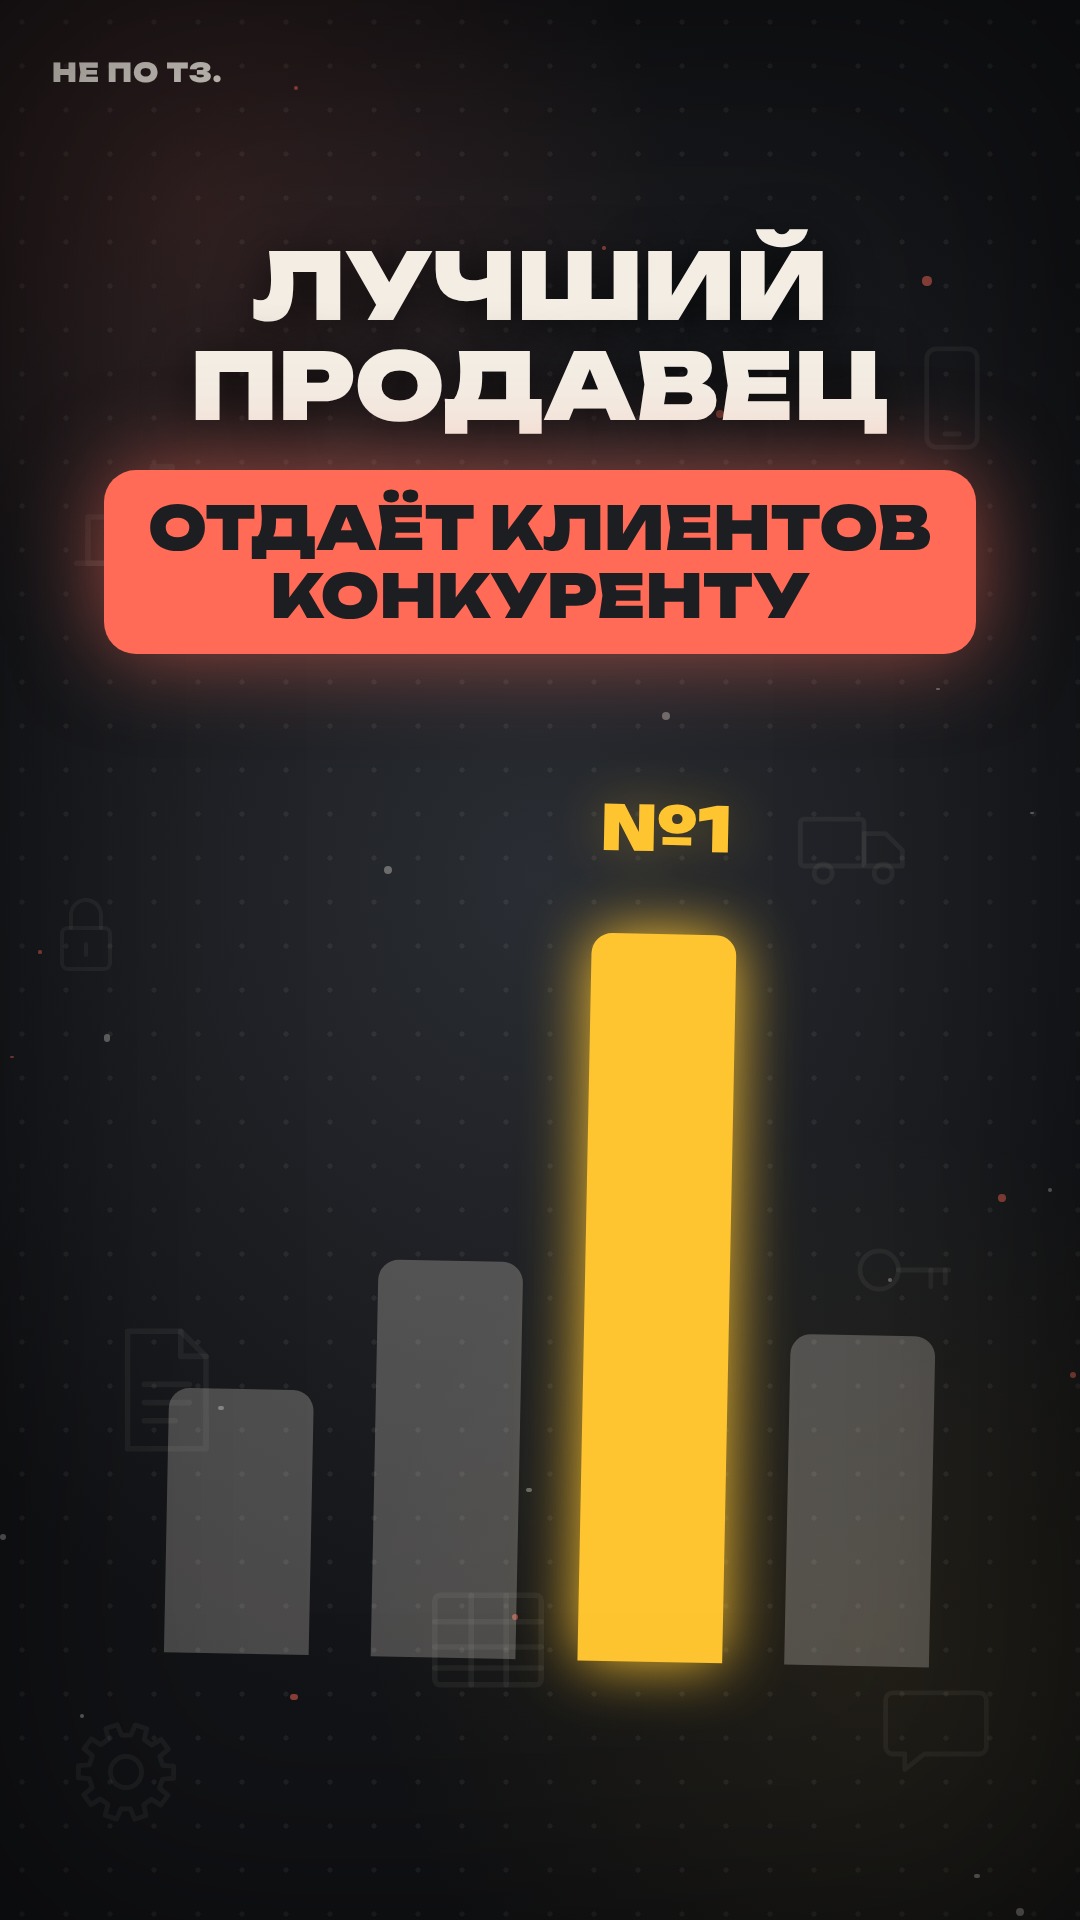 НЕ ПО ТЗ.
ЛУЧШИЙ
ПРОДАВЕЦ
ОТДАЁТ КЛИЕНТОВ
КОНКУРЕНТУ
№1